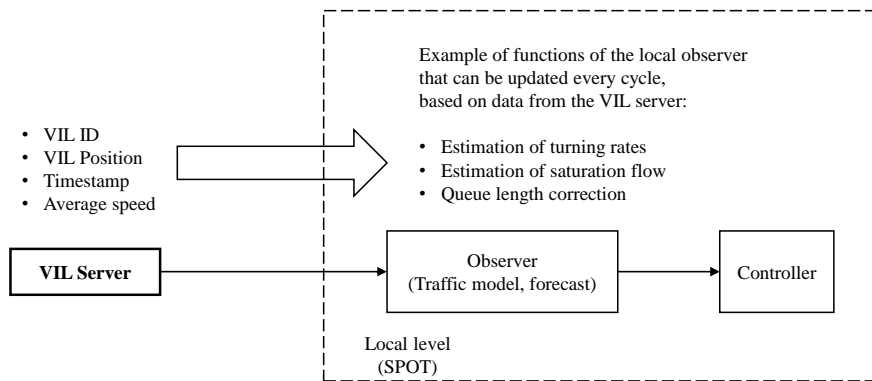 Example of functions of the local observer
that can be updated every cycle,
based on data from the VIL server:
• VIL ID
• VIL Position
• Timestamp
• Average speed
• Estimation of turning rates
• Estimation of saturation flow
• Queue length correction
VIL Server
Observer
(Traffic model, forecast)
Controller
Local level
(SPOT)